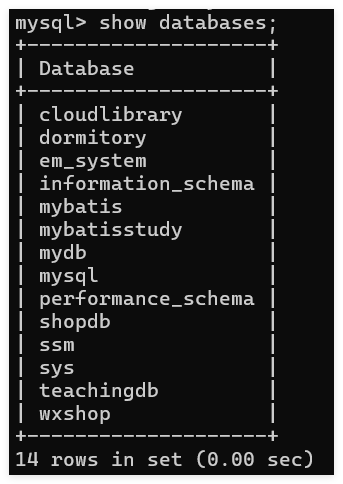 mysql> show databases;
+--------------------+
| Database           |
+--------------------+
| cloudlibrary       |
| dormitory          |
| em_system          |
| information_schema |
| mybatis            |
| mybatisstudy       |
| mydb               |
| mysql              |
| performance_schema |
| shopdb             |
| ssm                |
| sys                |
| teachingdb         |
| wxshop             |
+--------------------+
14 rows in set (0.00 sec)